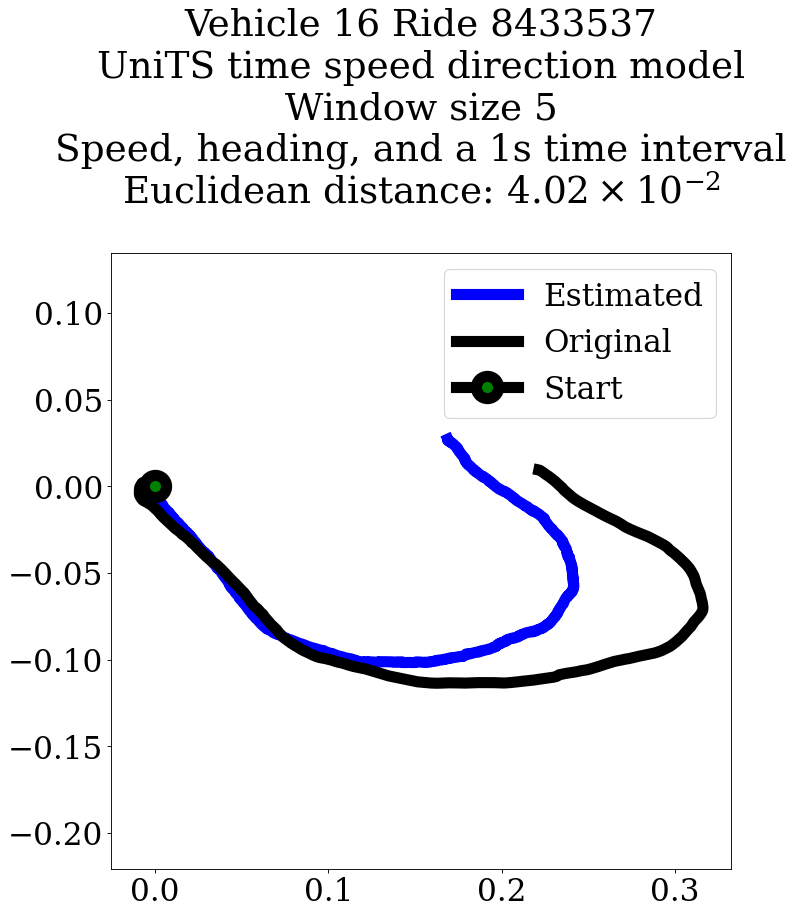 Vehicle 16 Ride 8433537
UniTS time speed direction model
Window size 5
Speed, heading, and a 1s time interval
Euclidean distance: 4.02 × 10⁻²
Estimated
Original
Start
0.10
0.05
0.00
−0.05
−0.10
−0.15
−0.20
0.0 0.1 0.2 0.3